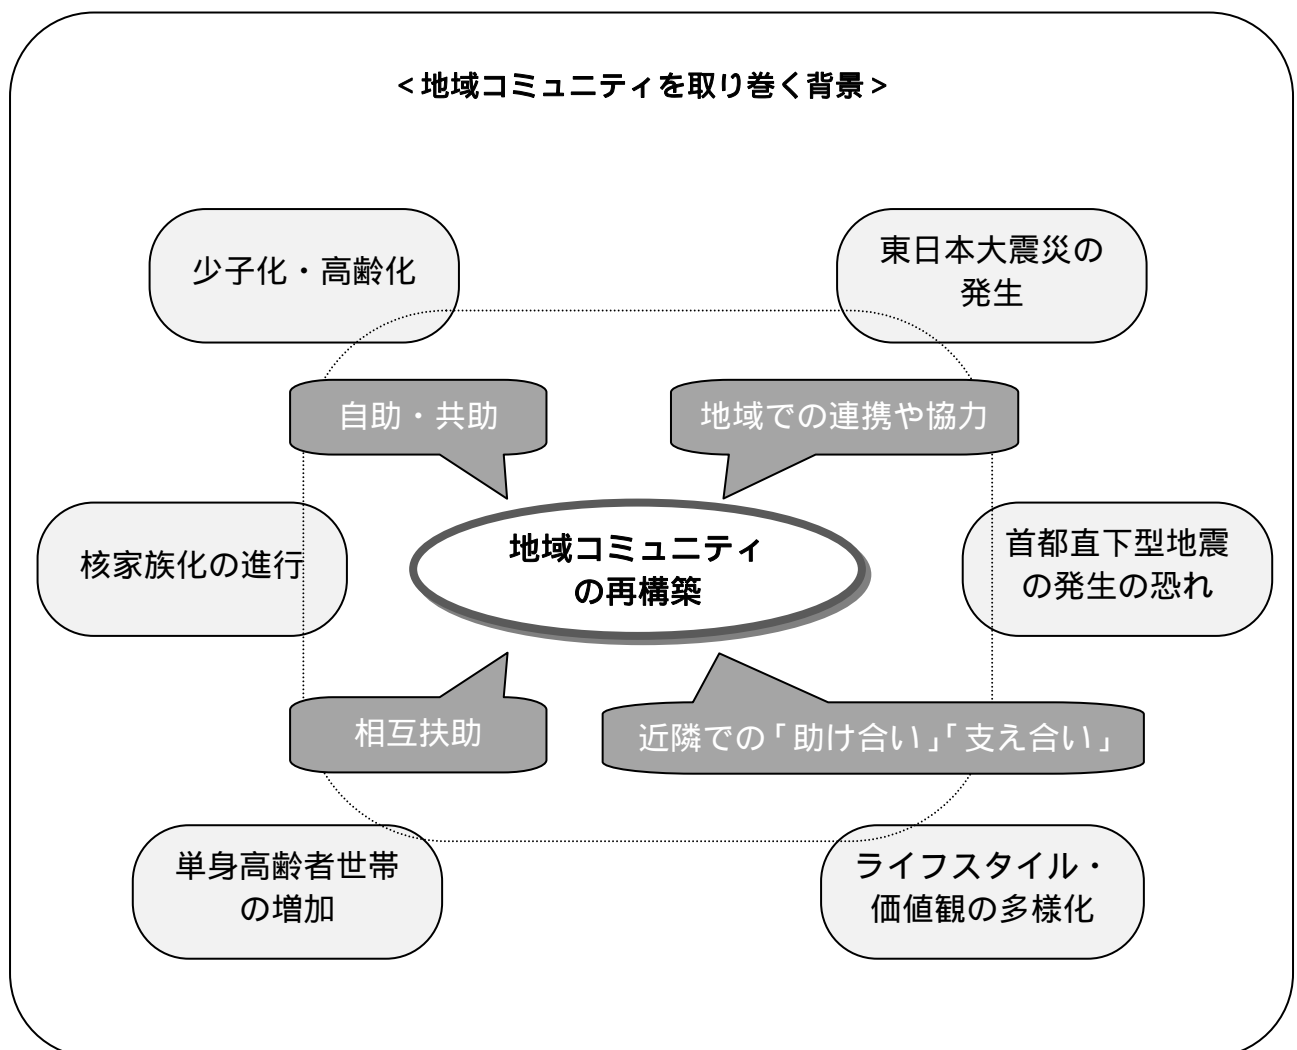 ＜地域コミュニティを取り巻く背景＞
少子化・高齢化
東日本大震災の
発生
自助・共助
地域での連携や協力
核家族化の進行
地域コミュニティ
の再構築
首都直下型地震
の発生の恐れ
相互扶助
近隣での「助け合い」「支え合い」
単身高齢者世帯
の増加
ライフスタイル・
価値観の多様化